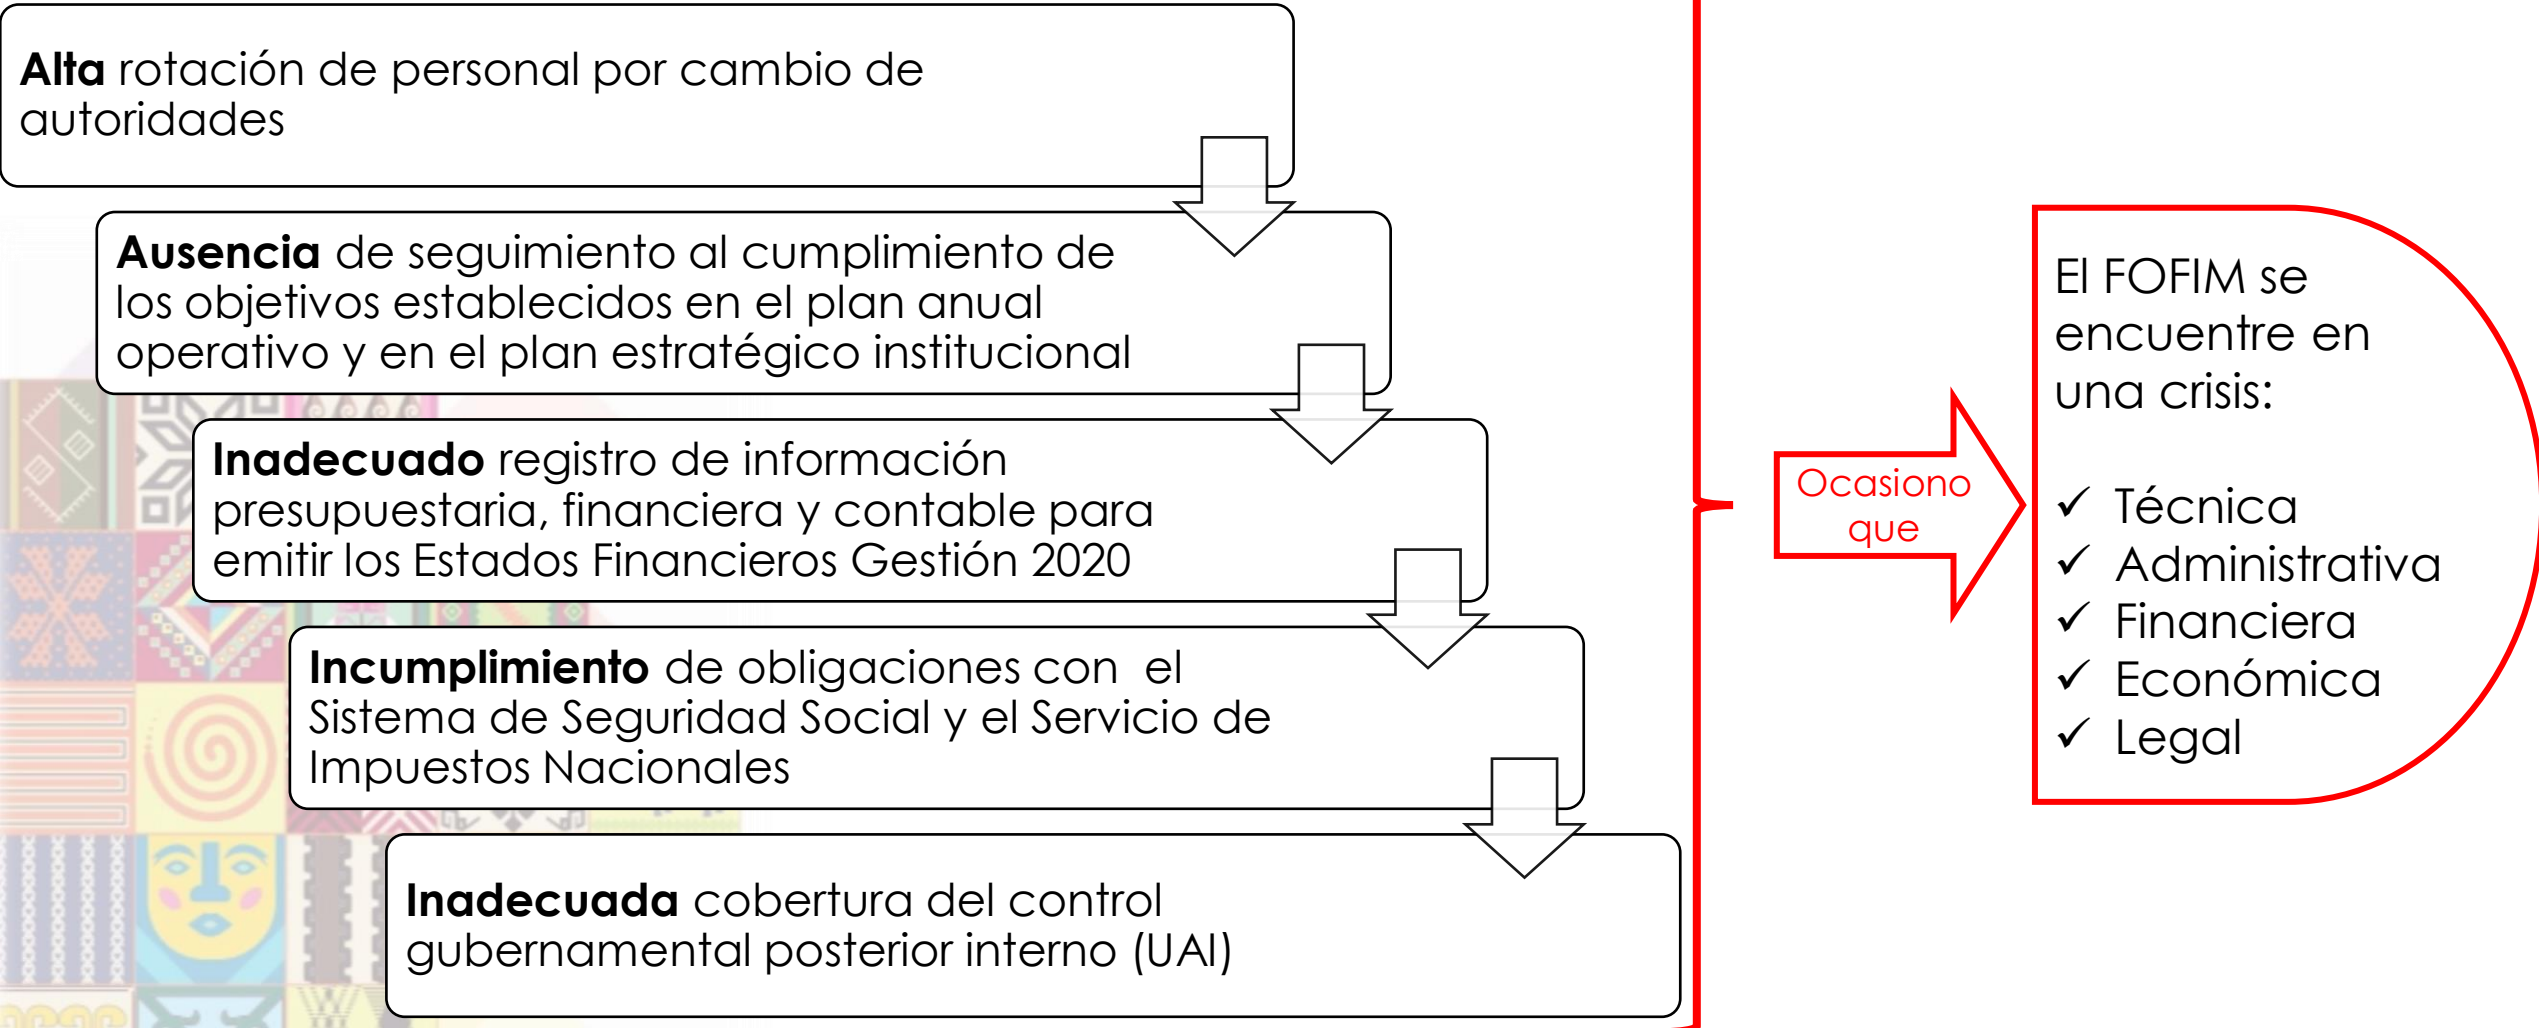 Alta rotación de personal por cambio de
autoridades
Ausencia de seguimiento al cumplimiento de
los objetivos establecidos en el plan anual
operativo y en el plan estratégico institucional
Inadecuado registro de información
presupuestaria, financiera y contable para
emitir los Estados Financieros Gestión 2020
Incumplimiento de obligaciones con  el
Sistema de Seguridad Social y el Servicio de
Impuestos Nacionales
Inadecuada cobertura del control
gubernamental posterior interno (UAI)
Ocasiono
que
El FOFIM se
encuentre en
una crisis:
✓ Técnica
✓ Administrativa
✓ Financiera
✓ Económica
✓ Legal